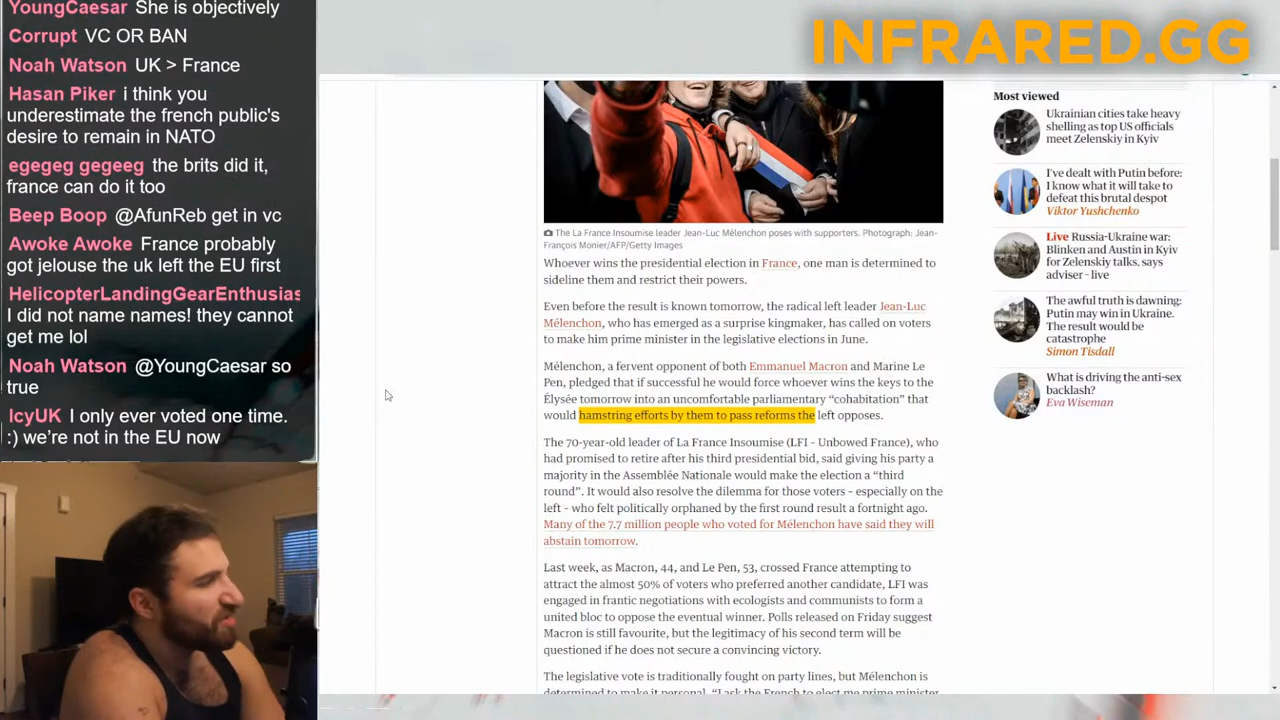 YoungCaesar She is objectively
Corrupt VC OR BAN
Noah Watson UK > France
Hasan Piker i think you
underestimate the french public's
desire to remain in NATO
egegeg gegeeg the brits did it,
france can do it too
Beep Boop @AfunReb get in vc
Awoke Awoke France probably
got jelouse the uk left the EU first
HelicopterLandingGearEnthusias
I did not name names! they cannot
get me lol
Noah Watson @YoungCaesar so
true
IcyUK I only ever voted one time.
:) we're not in the EU now
INFRARED.GG
The La France Insoumise leader Jean-Luc Mélenchon poses with supporters. Photograph: Jean-
François Monier/AFP/Getty Images
Whoever wins the presidential election in France, one man is determined to
sideline them and restrict their powers.
Even before the result is known tomorrow, the radical left leader Jean-Luc
Mélenchon, who has emerged as a surprise kingmaker, has called on voters
to make him prime minister in the legislative elections in June.
Mélenchon, a fervent opponent of both Emmanuel Macron and Marine Le
Pen, pledged that if successful he would force whoever wins the keys to the
Élysée tomorrow into an uncomfortable parliamentary “cohabitation” that
would hamstring efforts by them to pass reforms the left opposes.
The 70-year-old leader of La France Insoumise (LFI – Unbowed France), who
had promised to retire after his third presidential bid, said giving his party a
majority in the Assemblée Nationale would make the election a “third
round”. It would also resolve the dilemma for those voters – especially on the
left – who felt politically orphaned by the first round result a fortnight ago.
Many of the 7.7 million people who voted for Mélenchon have said they will
abstain tomorrow.
Last week, as Macron, 44, and Le Pen, 53, crossed France attempting to
attract the almost 50% of voters who preferred another candidate, LFI was
engaged in frantic negotiations with ecologists and communists to form a
united bloc to oppose the eventual winner. Polls released on Friday suggest
Macron is still favourite, but the legitimacy of his second term will be
questioned if he does not secure a convincing victory.
The legislative vote is traditionally fought on party lines, but Mélenchon is
determined to make it personal. “I ask the French to elect me prime minister
Most viewed
Ukrainian cities take heavy
shelling as top US officials
meet Zelenskiy in Kyiv
I've dealt with Putin before:
I know what it will take to
defeat this brutal despot
Viktor Yushchenko
Live Russia-Ukraine war:
Blinken and Austin in Kyiv
for Zelenskiy talks, says
adviser – live
The awful truth is dawning:
Putin may win in Ukraine.
The result would be
catastrophe
Simon Tisdall
What is driving the anti-sex
backlash?
Eva Wiseman